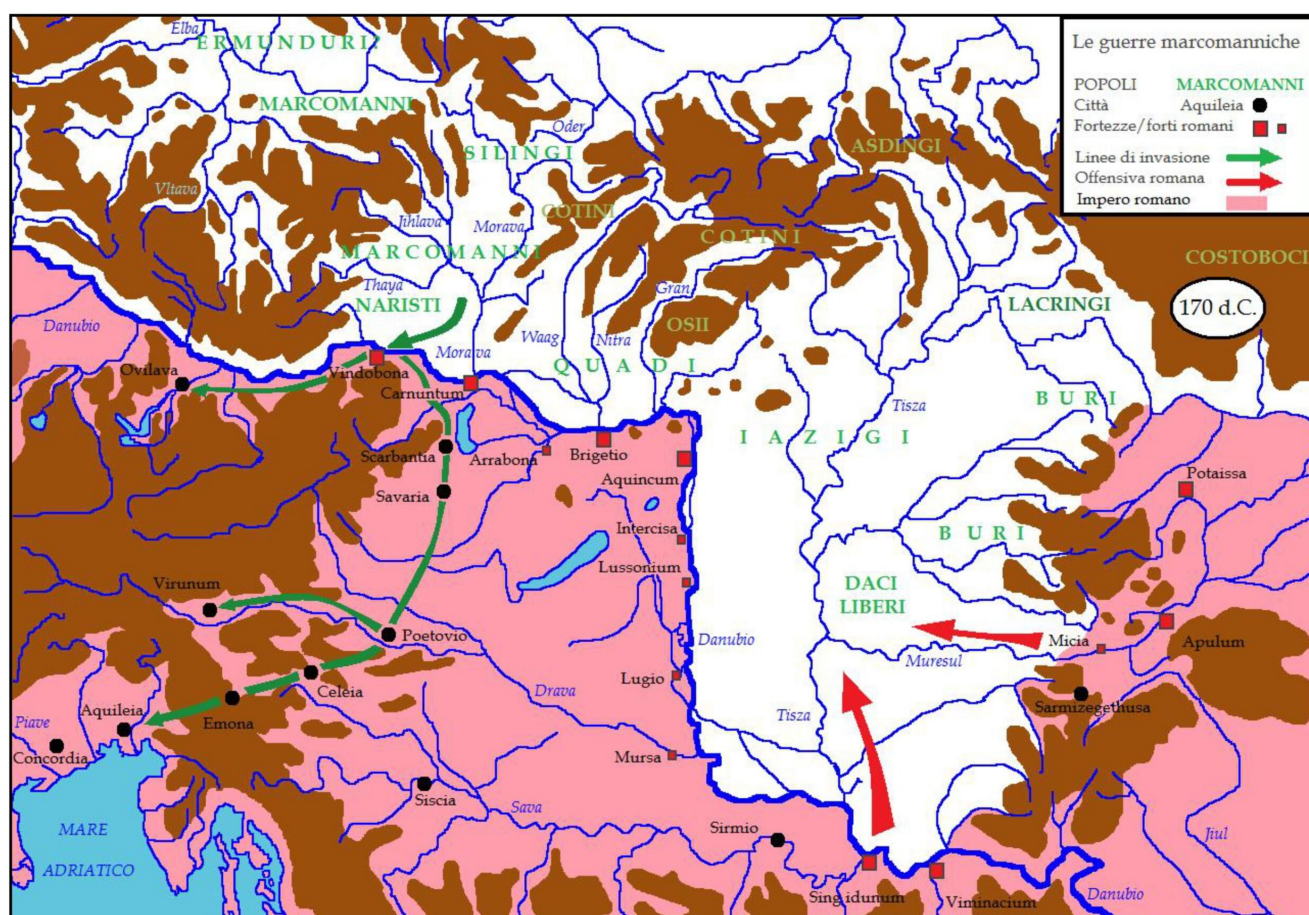 Le guerre marcomanniche
POPOLI MARCOMANNI
Città Aquileia
Fortezze/forti romani
Linee di invasione
Offensiva romana
Impero romano
170 d.C.
Elba
ERMUNDURI?
MARCOMANNI
Oder
SILINGI
ASDINGI
Vltava
COTINI
Jihlava
Morava
COTINI
MARCOMANNI
COSTOBOCI
Thaya
Gran
NARISTI
LACRINGI
OSII
Danubio
Waag
Nitra
Morawa
Ovilava
Vindobona
QUADI
Carnuntum
Tisza
BURI
IAZIGI
Scarbantia
Arrabona
Brigetio
Aquincum
Potaissa
Savaria
Intercisa
BURI
Lussonium
DACI
LIBERI
Virunum
Poetovio
Danubio
Micia
Apulum
Muresul
Celeia
Lugio
Drava
Emona
Sarmizegethusa
Aquileia
Piave
Tisza
Concordia
Mursa
Siscia
Sava
MARE
ADRIATICO
Sirmio
Jiul
Sing idunum
Viminacium
Danubio